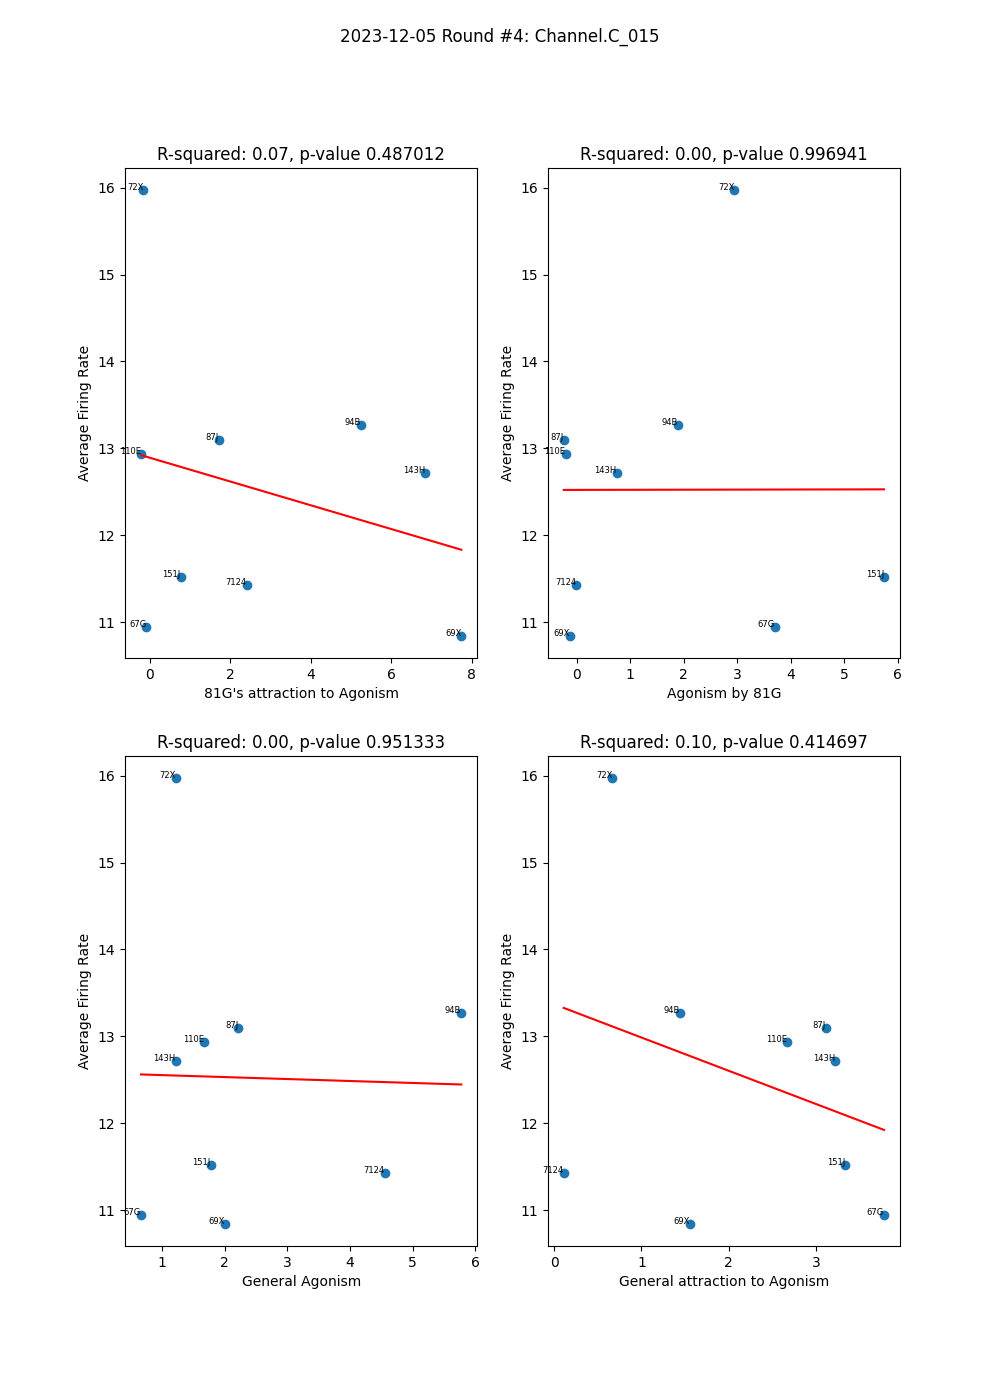 2023-12-05 Round #4: Channel.C_015
R-squared: 0.07, p-value 0.487012
16
15
14
13
12
11
Average Firing Rate
72X
94B
87J
110E
143H
151J
7124
67G
69X
0 2 4 6 8
81G's attraction to Agonism
R-squared: 0.00, p-value 0.996941
16
15
14
13
12
11
Average Firing Rate
72X
94B
87J
110E
143H
151J
7124
67G
69X
0 1 2 3 4 5 6
Agonism by 81G
R-squared: 0.00, p-value 0.951333
16
15
14
13
12
11
Average Firing Rate
72X
94B
87J
110E
143H
151J
7124
67G
69X
1 2 3 4 5 6
General Agonism
R-squared: 0.10, p-value 0.414697
16
15
14
13
12
11
Average Firing Rate
72X
94B
87J
110E
143H
151J
7124
67G
69X
0 1 2 3
General attraction to Agonism